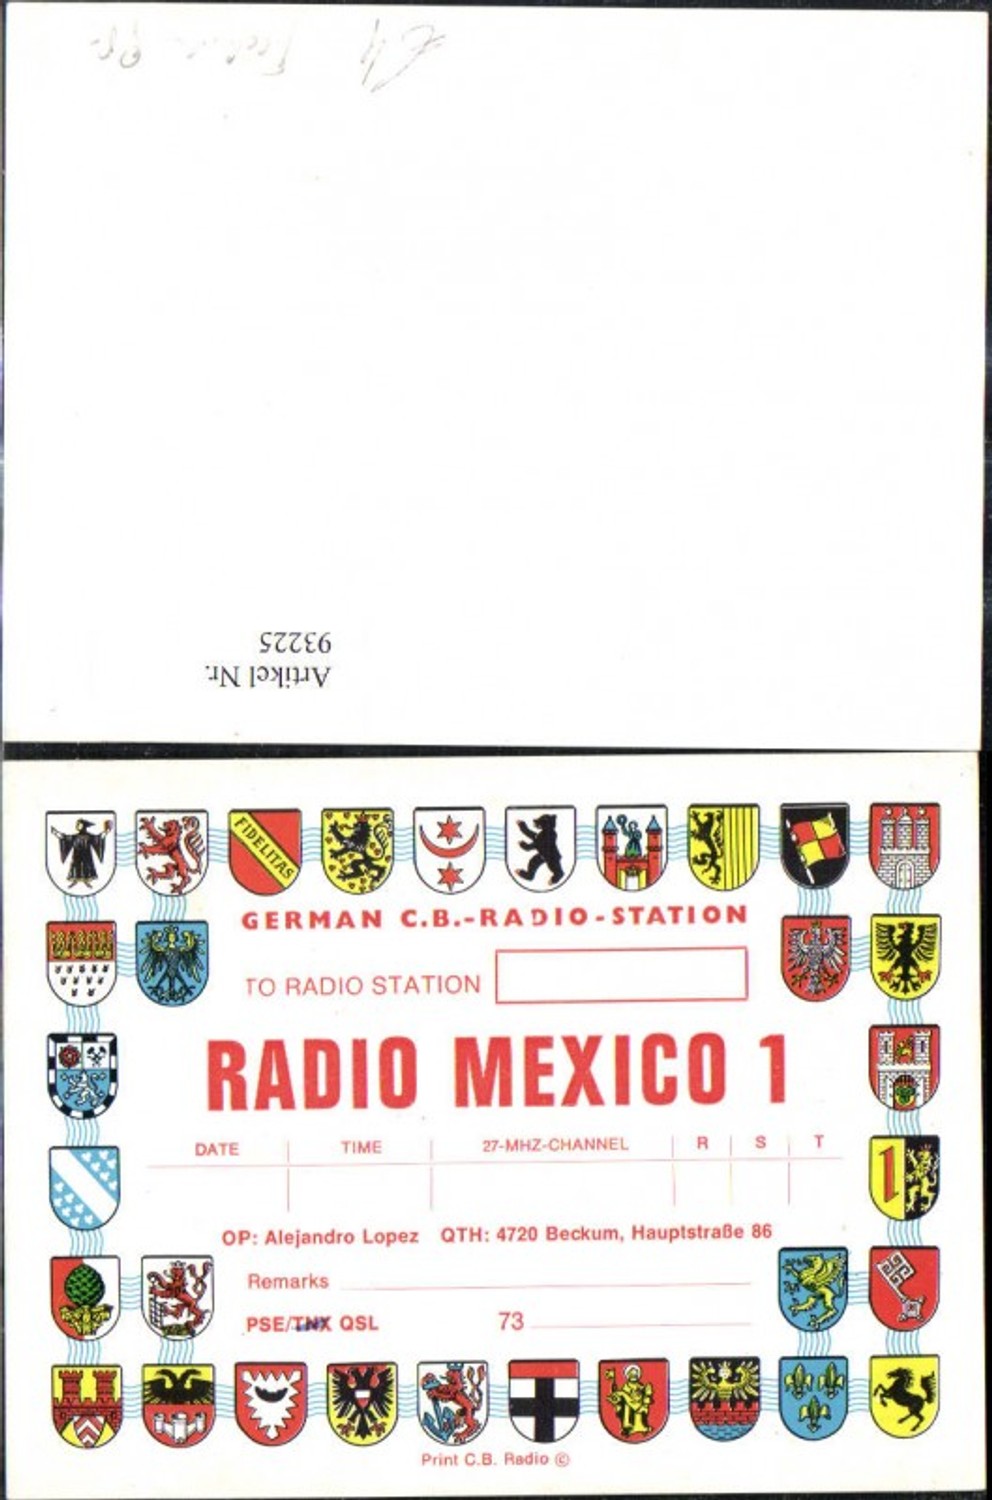 Artikel Nr.
93225
FIDELITAS
GERMAN C.B.-RADIO-STATION
TO RADIO STATION
RADIO MEXICO 1
DATE TIME 27-MHZ-CHANNEL R S T
OP: Alejandro Lopez QTH: 4720 Beckum, Hauptstraße 86
Remarks
PSE/TNX QSL 73
Print C.B. Radio ©